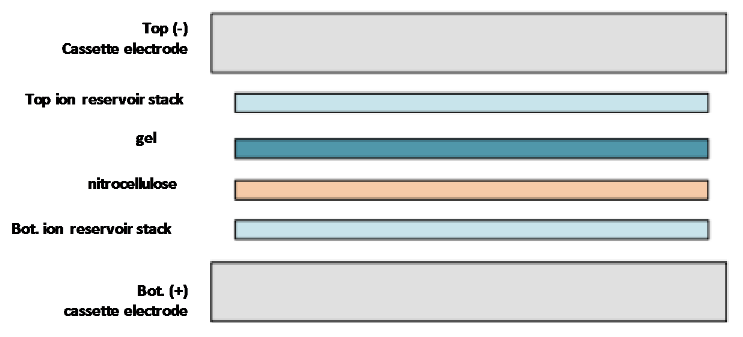 Top (-)
Cassette electrode
Top ion reservoir stack
gel
nitrocellulose
Bot. ion reservoir stack
Bot. (+)
cassette electrode